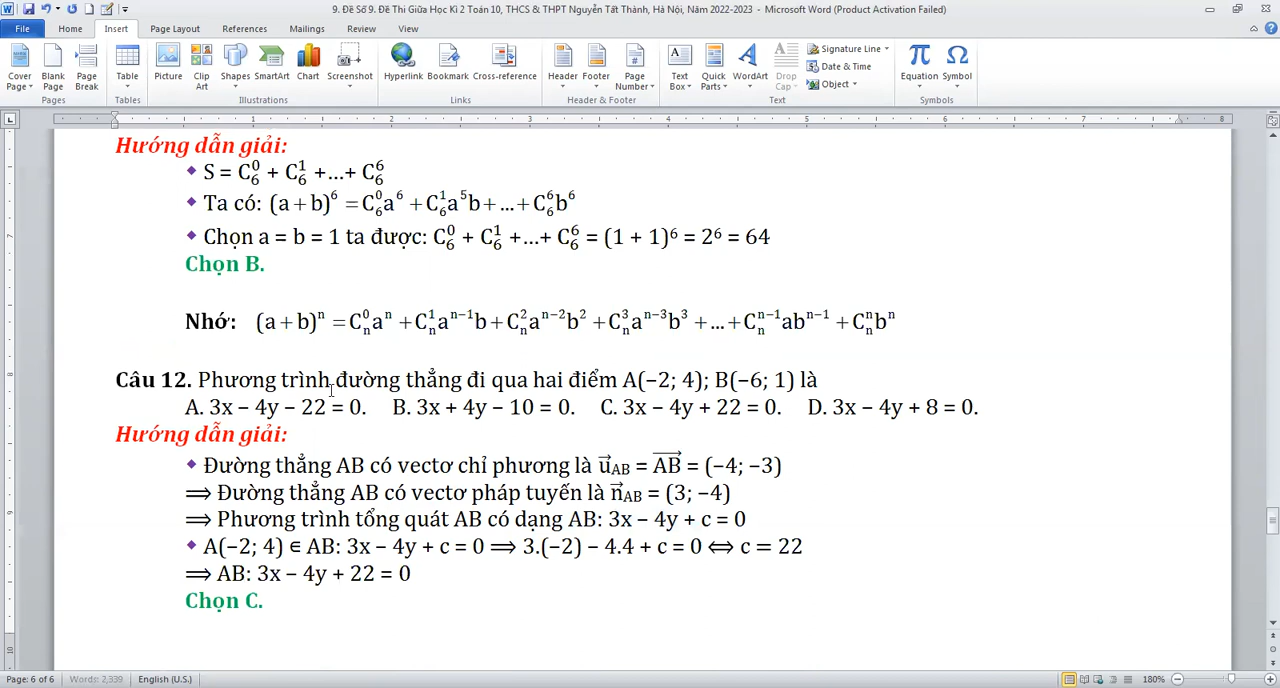 9. Đề Số 9. Đề Thi Giữa Học Kì 2 Toán 10, THCS & THPT Nguyễn Tất Thành, Hà Nội, Năm 2022-2023 - Microsoft Word (Product Activation Failed)
File Home Insert Page Layout References Mailings Review View
Cover Page Blank Page Page Break Table Picture Clip Art Shapes SmartArt Chart Screenshot Hyperlink Bookmark Cross-reference Header Footer Page Number Text Box Quick Parts WordArt Drop Cap Signature Line Date & Time Object Equation Symbol
Pages Tables Illustrations Links Header & Footer Text Symbols
1 2 3 4 5 6 7 8
Hướng dẫn giải:
◆ S = C₆⁰ + C₆¹ +...+ C₆⁶
◆ Ta có: (a + b)⁶ = C₆⁰a⁶ + C₆¹a⁵b + ... + C₆⁶b⁶
◆ Chọn a = b = 1 ta được: C₆⁰ + C₆¹ +...+ C₆⁶ = (1 + 1)⁶ = 2⁶ = 64
Chọn B.
Nhớ: (a + b)ⁿ = Cₙ⁰aⁿ + Cₙ¹aⁿ⁻¹b + Cₙ²aⁿ⁻²b² + Cₙ³aⁿ⁻³b³ + ... + Cₙⁿ⁻¹abⁿ⁻¹ + Cₙⁿbⁿ
Câu 12. Phương trình đường thẳng đi qua hai điểm A(−2; 4); B(−6; 1) là
A. 3x − 4y − 22 = 0. B. 3x + 4y − 10 = 0. C. 3x − 4y + 22 = 0. D. 3x − 4y + 8 = 0.
Hướng dẫn giải:
◆ Đường thẳng AB có vectơ chỉ phương là u⃗AB = A⃗B⃗ = (−4; −3)
⟹ Đường thẳng AB có vectơ pháp tuyến là n⃗AB = (3; −4)
⟹ Phương trình tổng quát AB có dạng AB: 3x − 4y + c = 0
◆ A(−2; 4) ∈ AB: 3x − 4y + c = 0 ⟹ 3.(−2) − 4.4 + c = 0 ⟺ c = 22
⟹ AB: 3x − 4y + 22 = 0
Chọn C.
Page: 6 of 6 Words: 2,339 English (U.S.) 180%